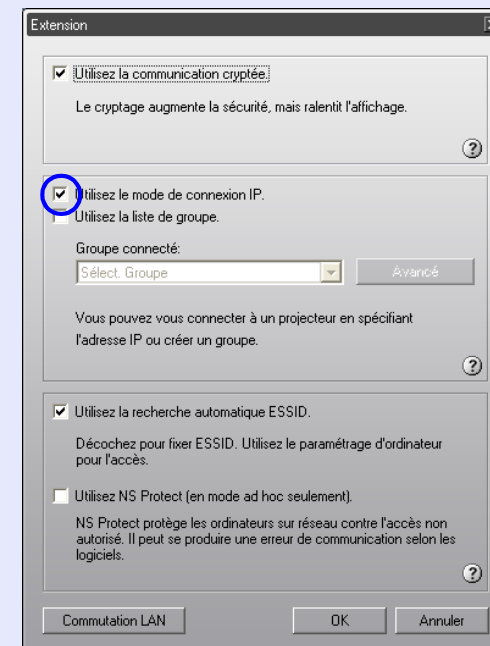 Extension
Utilisez la communication cryptée.
Le cryptage augmente la sécurité, mais ralentit l'affichage.
?
Utilisez le mode de connexion IP.
Utilisez la liste de groupe.
Groupe connecté:
Sélect. Groupe
Avancé
Vous pouvez vous connecter à un projecteur en spécifiant
l'adresse IP ou créer un groupe.
?
Utilisez la recherche automatique ESSID.
Décochez pour fixer ESSID. Utilisez le paramétrage d'ordinateur
pour l'accès.
Utilisez NS Protect (en mode ad hoc seulement).
NS Protect protège les ordinateurs sur réseau contre l'accès non
autorisé. Il peut se produire une erreur de communication selon les
logiciels.
?
Commutation LAN
OK
Annuler